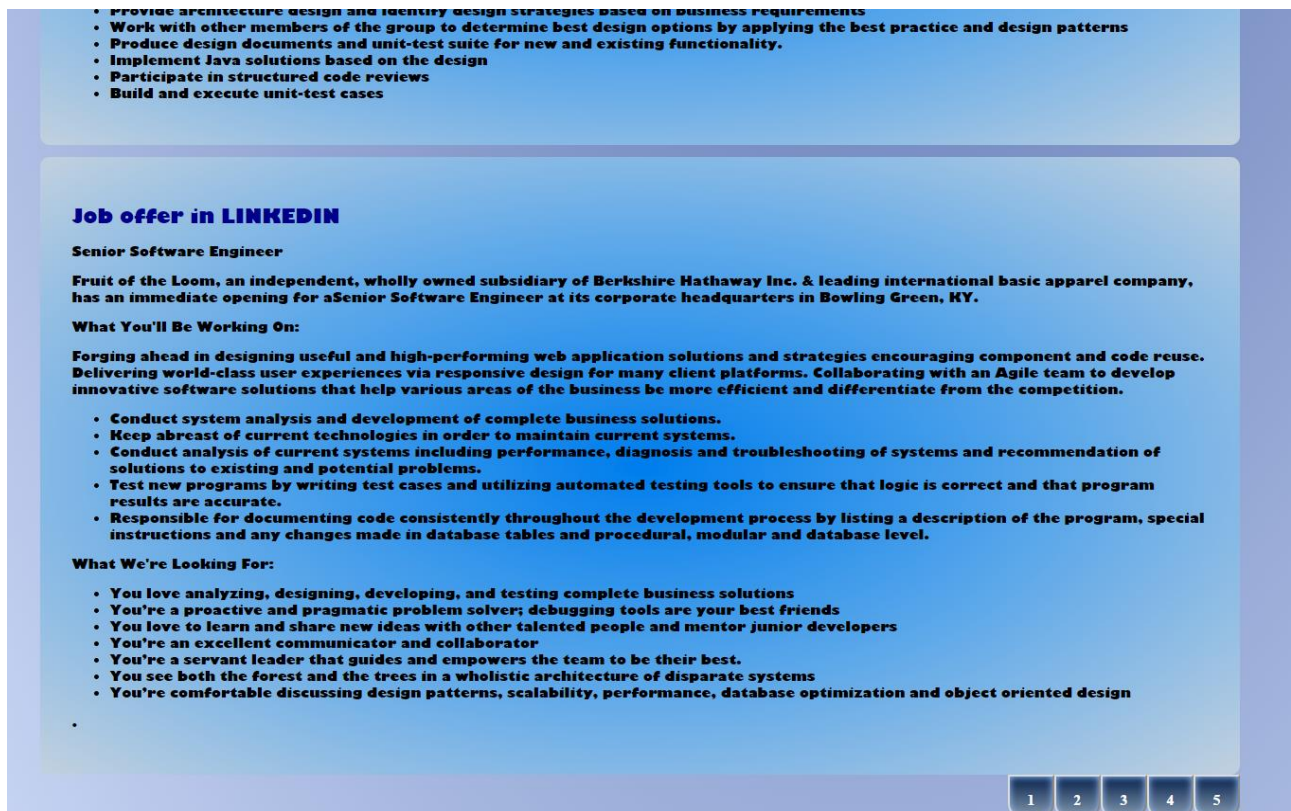 Provide architecture design and identify design strategies based on business requirements
• Work with other members of the group to determine best design options by applying the best practice and design patterns
• Produce design documents and unit-test suite for new and existing functionality.
• Implement Java solutions based on the design
• Participate in structured code reviews
• Build and execute unit-test cases
Job offer in LINKEDIN
Senior Software Engineer
Fruit of the Loom, an independent, wholly owned subsidiary of Berkshire Hathaway Inc. & leading international basic apparel company,
has an immediate opening for aSenior Software Engineer at its corporate headquarters in Bowling Green, KY.
What You'll Be Working On:
Forging ahead in designing useful and high-performing web application solutions and strategies encouraging component and code reuse.
Delivering world-class user experiences via responsive design for many client platforms. Collaborating with an Agile team to develop
innovative software solutions that help various areas of the business be more efficient and differentiate from the competition.
• Conduct system analysis and development of complete business solutions.
• Keep abreast of current technologies in order to maintain current systems.
• Conduct analysis of current systems including performance, diagnosis and troubleshooting of systems and recommendation of
solutions to existing and potential problems.
• Test new programs by writing test cases and utilizing automated testing tools to ensure that logic is correct and that program
results are accurate.
• Responsible for documenting code consistently throughout the development process by listing a description of the program, special
instructions and any changes made in database tables and procedural, modular and database level.
What We're Looking For:
• You love analyzing, designing, developing, and testing complete business solutions
• You're a proactive and pragmatic problem solver; debugging tools are your best friends
• You love to learn and share new ideas with other talented people and mentor junior developers
• You're an excellent communicator and collaborator
• You're a servant leader that guides and empowers the team to be their best.
• You see both the forest and the trees in a wholistic architecture of disparate systems
• You're comfortable discussing design patterns, scalability, performance, database optimization and object oriented design
.
1 2 3 4 5